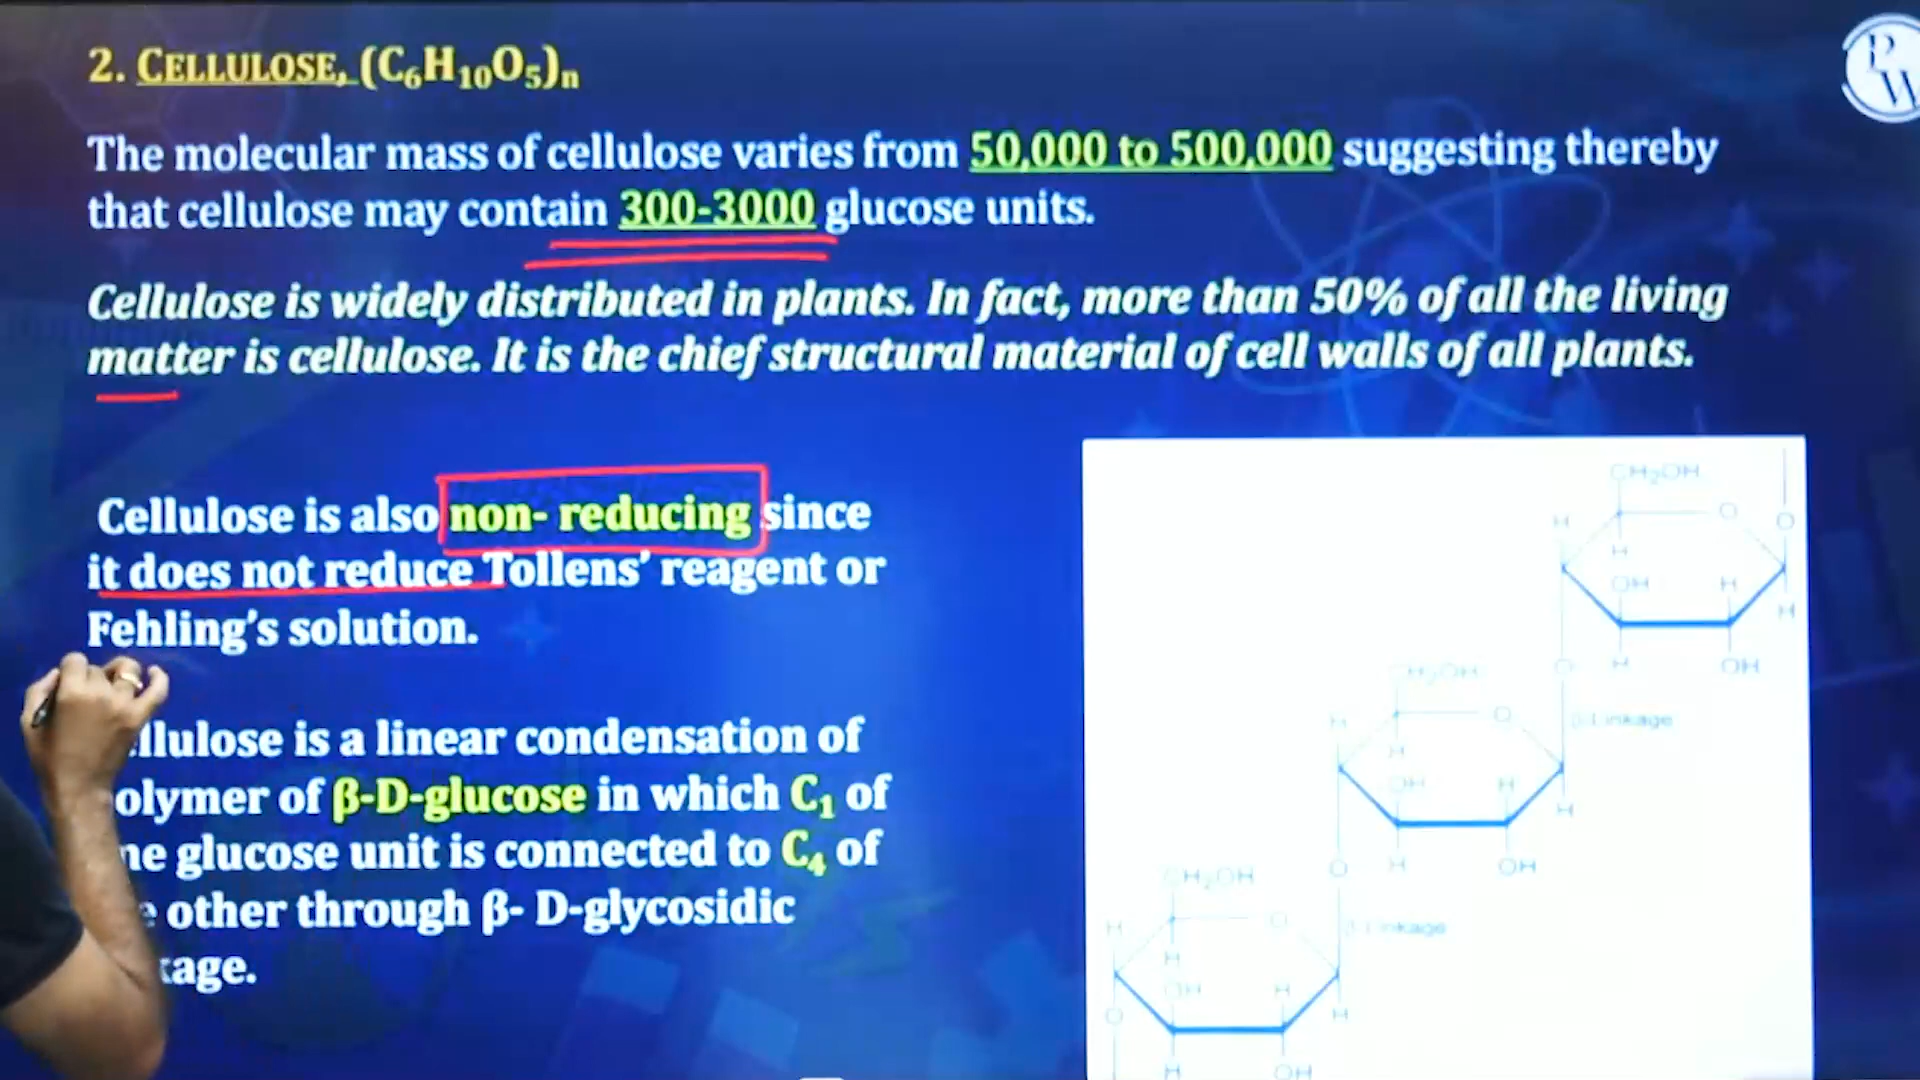 2. CELLULOSE, (C₆H₁₀O₅)ₙ
PW
The molecular mass of cellulose varies from 50,000 to 500,000 suggesting thereby
that cellulose may contain 300-3000 glucose units.
Cellulose is widely distributed in plants. In fact, more than 50% of all the living
matter is cellulose. It is the chief structural material of cell walls of all plants.
Cellulose is also non- reducing since
it does not reduce Tollens' reagent or
Fehling's solution.
llulose is a linear condensation of
olymer of β-D-glucose in which C₁ of
ne glucose unit is connected to C₄ of
e other through β- D-glycosidic
kage.
CH₂OH
H O O
H
OH H H
O H OH
CH₂OH
β-Linkage
H O
H
OH H H
O H OH
CH₂OH
β-Linkage
H O
H
OH H H
O
H OH